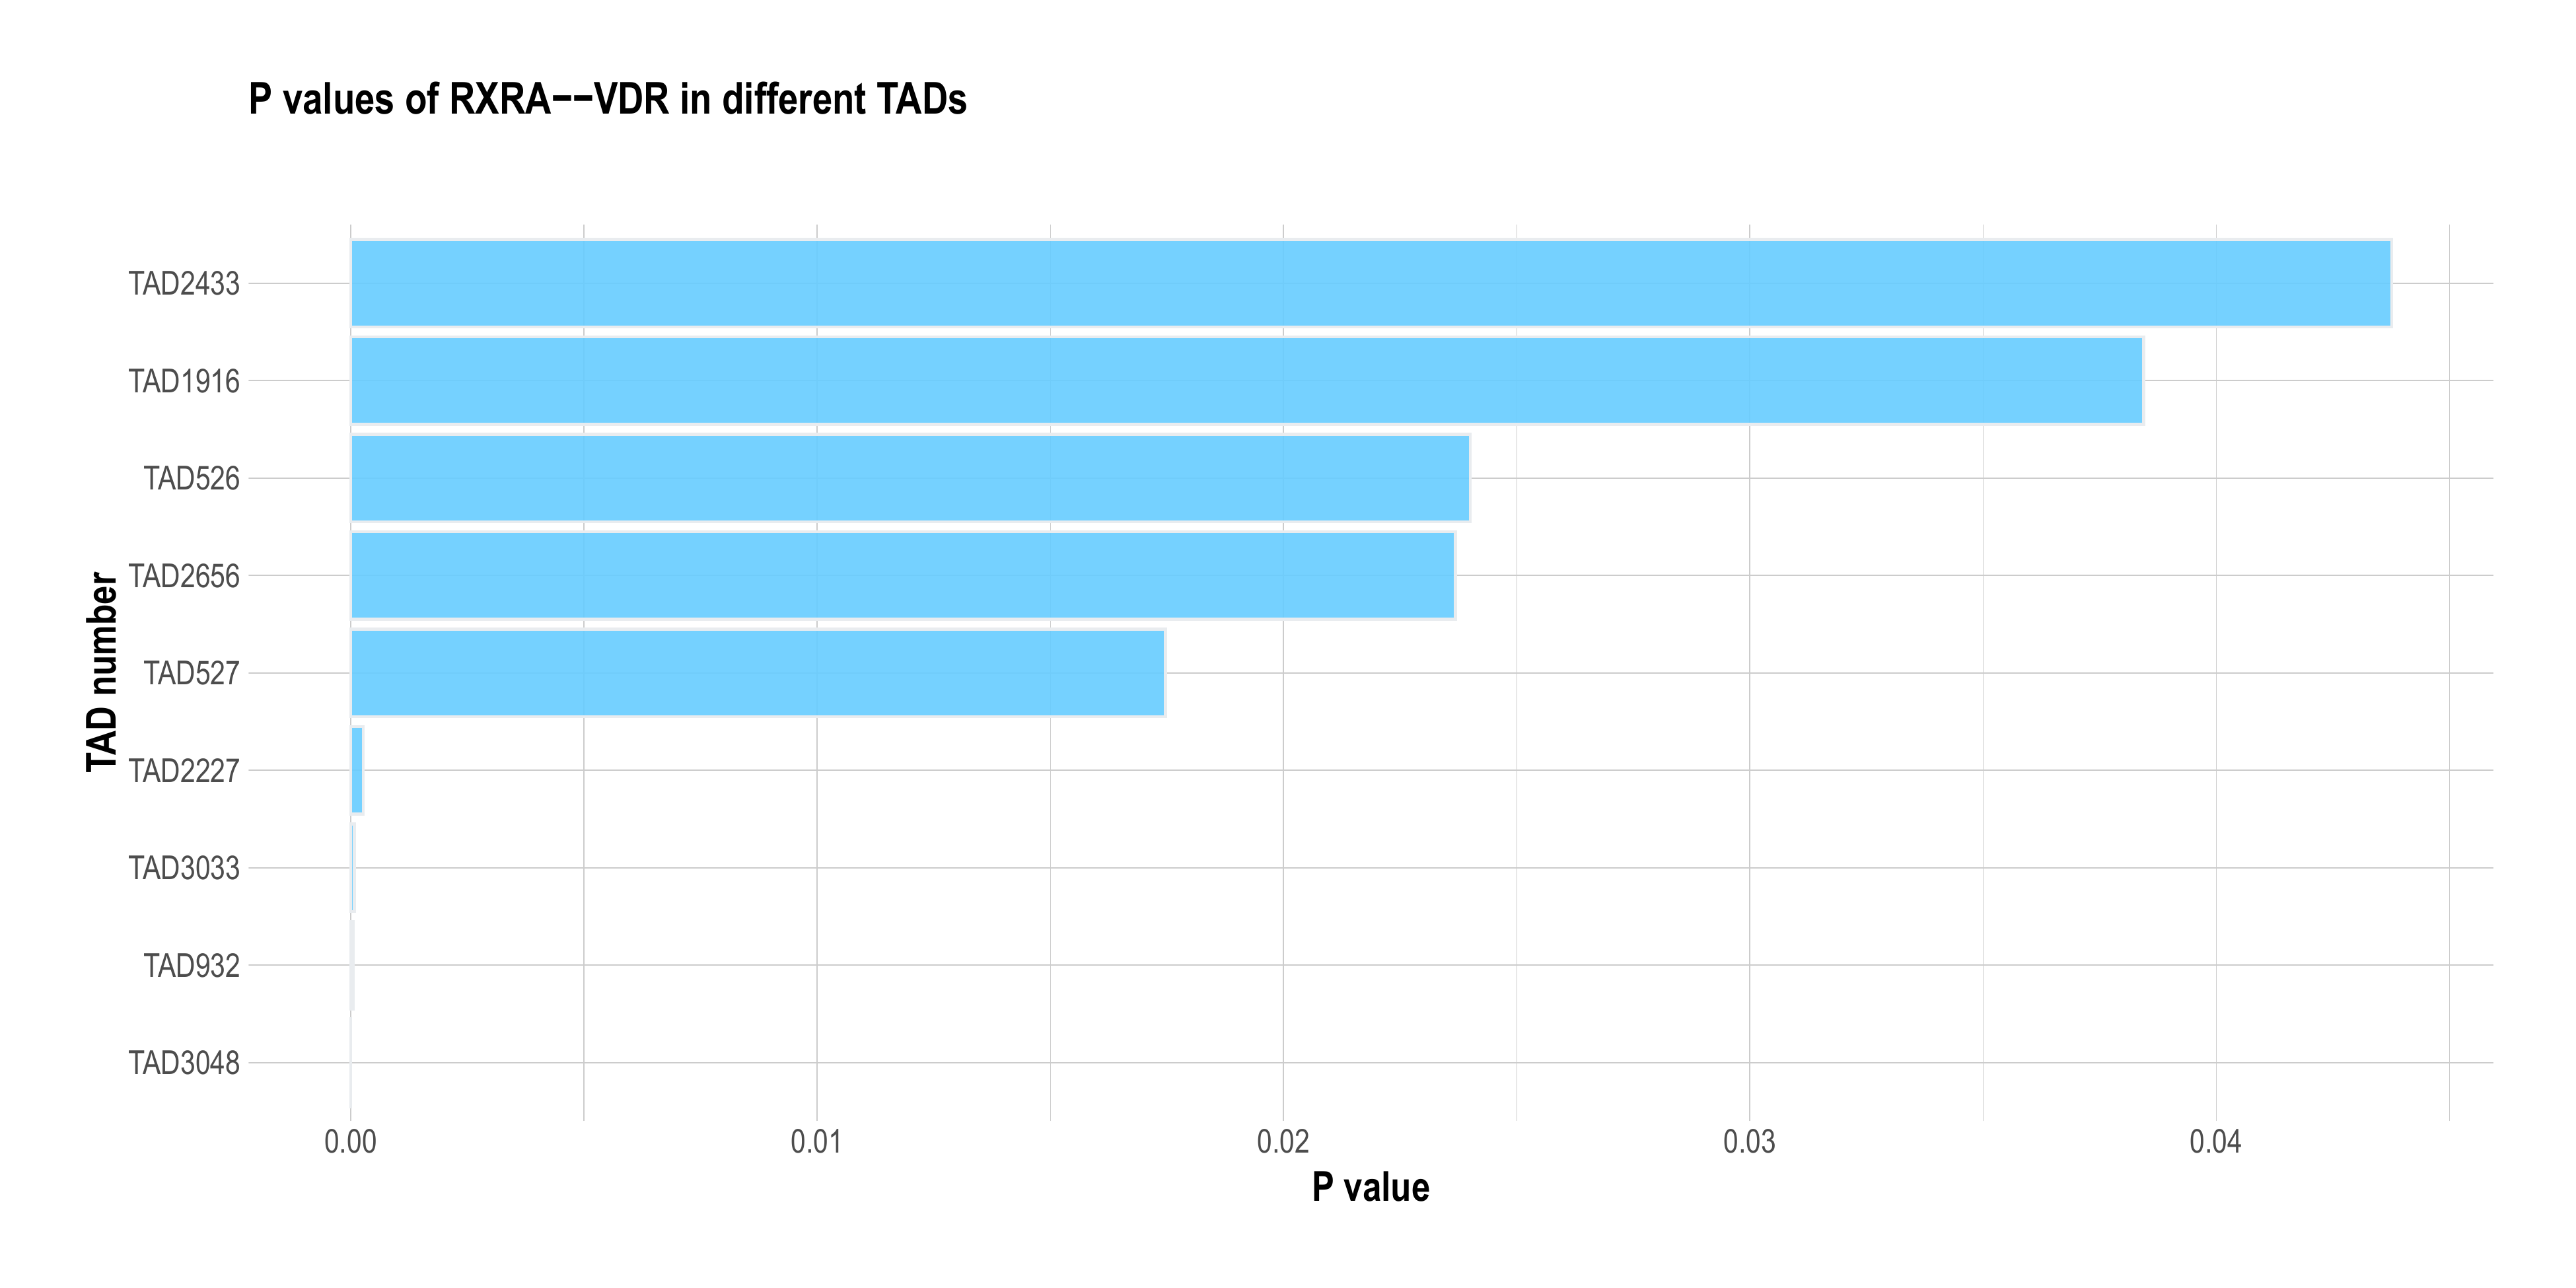 P values of RXRA−−VDR in different TADs
TAD2433
TAD1916
TAD526
TAD2656
TAD527
TAD2227
TAD3033
TAD932
TAD3048
TAD number
0.00 0.01 0.02 0.03 0.04
P value